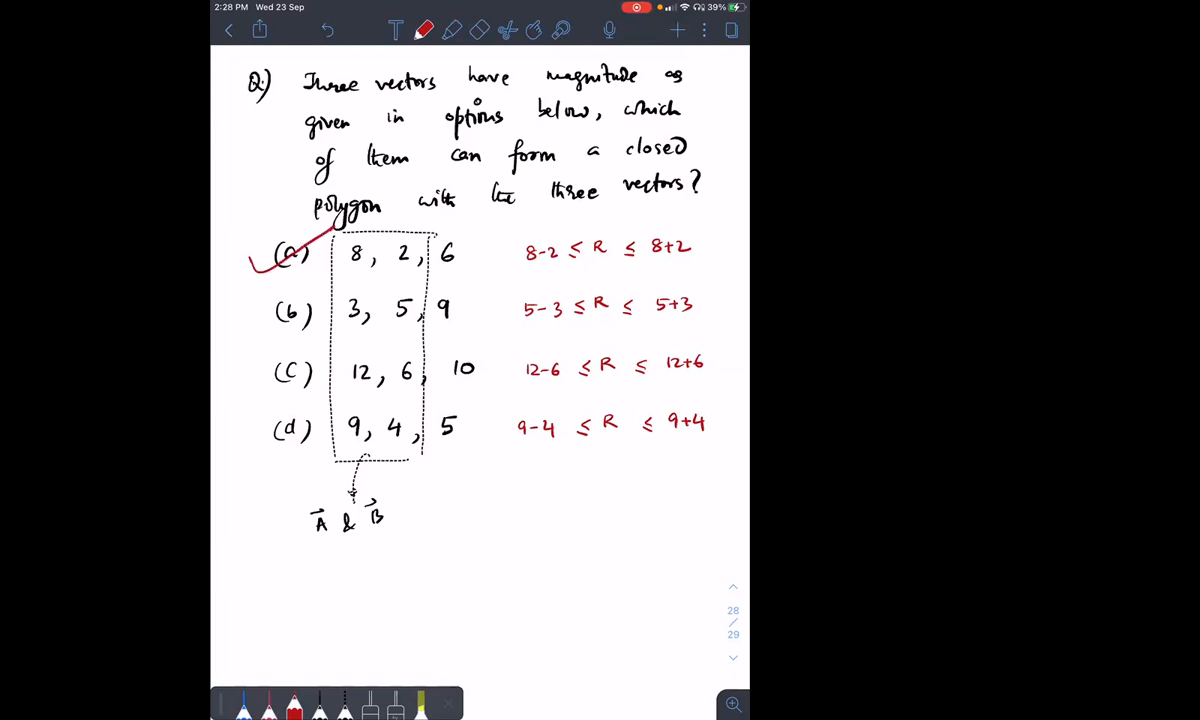 2:28 PM Wed 23 Sep
39%
T
Q.) Three vectors have magnitude as
given in options below, which
of them can form a closed
polygon with the three vectors?
(a) 8, 2, 6 8-2 ≤ R ≤ 8+2
(b) 3, 5, 9 5-3 ≤ R ≤ 5+3
(C) 12, 6, 10 12-6 ≤ R ≤ 12+6
(d) 9, 4, 5 9-4 ≤ R ≤ 9+4
A⃗ & B⃗
28
/
29